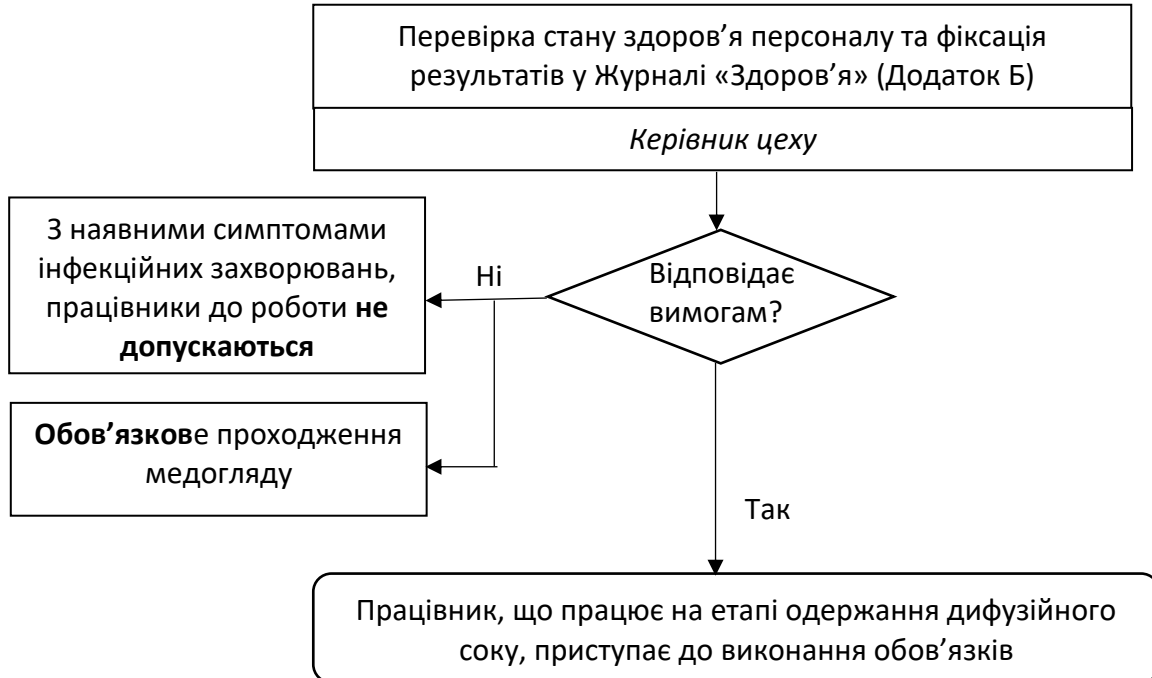 Перевірка стану здоров’я персоналу та фіксація
результатів у Журналі «Здоров’я» (Додаток Б)
Керівник цеху
З наявними симптомами
інфекційних захворювань,
працівники до роботи не
допускаються
Ні
Відповідає
вимогам?
Обов’язкове проходження
медогляду
Так
Працівник, що працює на етапі одержання дифузійного
соку, приступає до виконання обов’язків